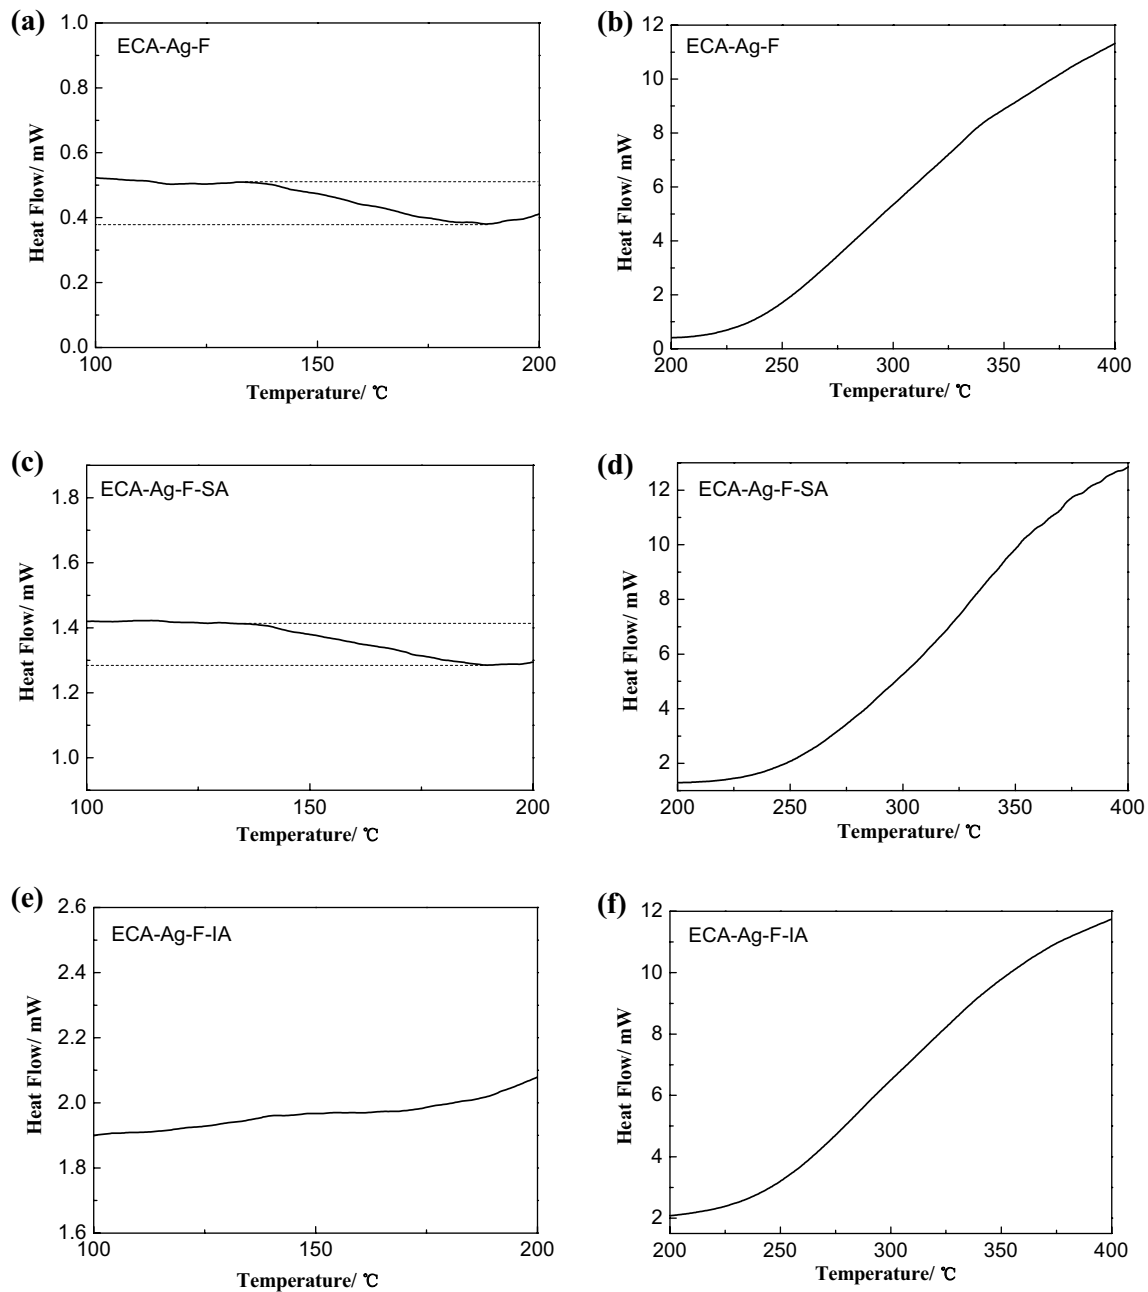 (a)
ECA-Ag-F
1.0
0.8
0.6
0.4
0.2
0.0
100
150
200
Heat Flow/ mW
Temperature/ ℃
(b)
ECA-Ag-F
12
10
8
6
4
2
0
200
250
300
350
400
Heat Flow/ mW
Temperature/ ℃
(c)
ECA-Ag-F-SA
1.8
1.6
1.4
1.2
1.0
100
150
200
Heat Flow/ mW
Temperature/ ℃
(d)
ECA-Ag-F-SA
12
10
8
6
4
2
200
250
300
350
400
Heat Flow/ mW
Temperature/ ℃
(e)
ECA-Ag-F-IA
2.6
2.4
2.2
2.0
1.8
1.6
100
150
200
Heat Flow/ mW
Temperature/ ℃
(f)
ECA-Ag-F-IA
12
10
8
6
4
2
200
250
300
350
400
Heat Flow/ mW
Temperature/ ℃